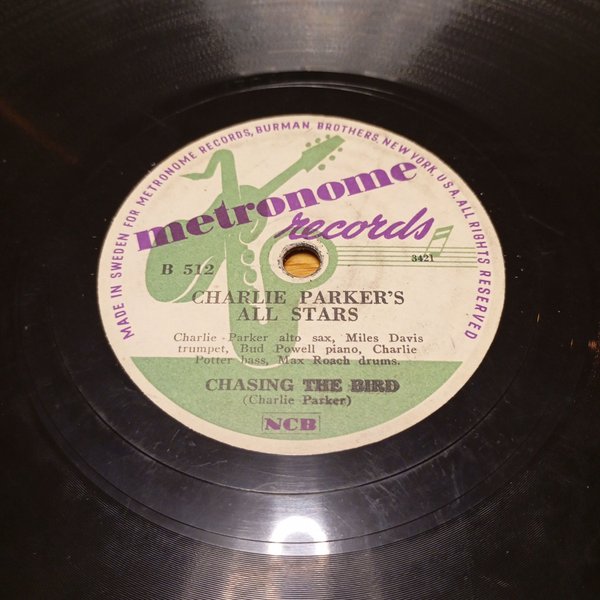 MADE IN SWEDEN FOR METRONOME RECORDS, BURMAN BROTHERS NEW YORK U.S.A. ALL RIGHTS RESERVED
metronome
records
B 512
3421
CHARLIE PARKER'S
ALL STARS
Charlie Parker alto sax, Miles Davis
trumpet, Bud Powell piano, Charlie
Potter bass, Max Roach drums.
CHASING THE BIRD
(Charlie Parker)
NCB